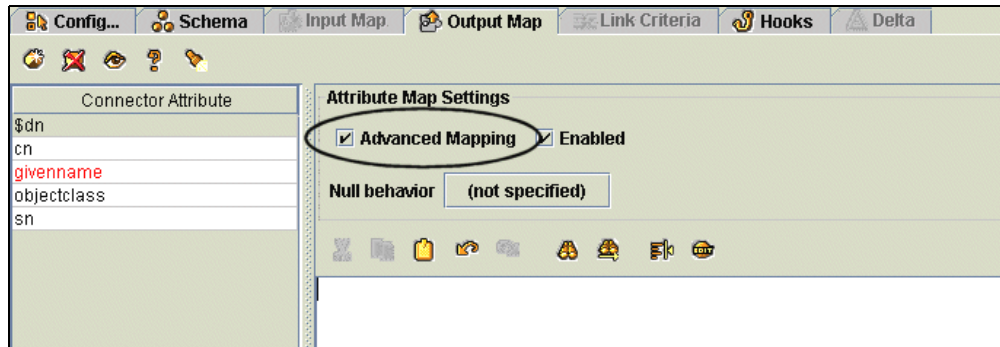 Config... Schema Input Map. Output Map Link Criteria Hooks Delta
Connector Attribute
$dn
cn
givenname
objectclass
sn
Attribute Map Settings
Advanced Mapping Enabled
Null behavior (not specified)